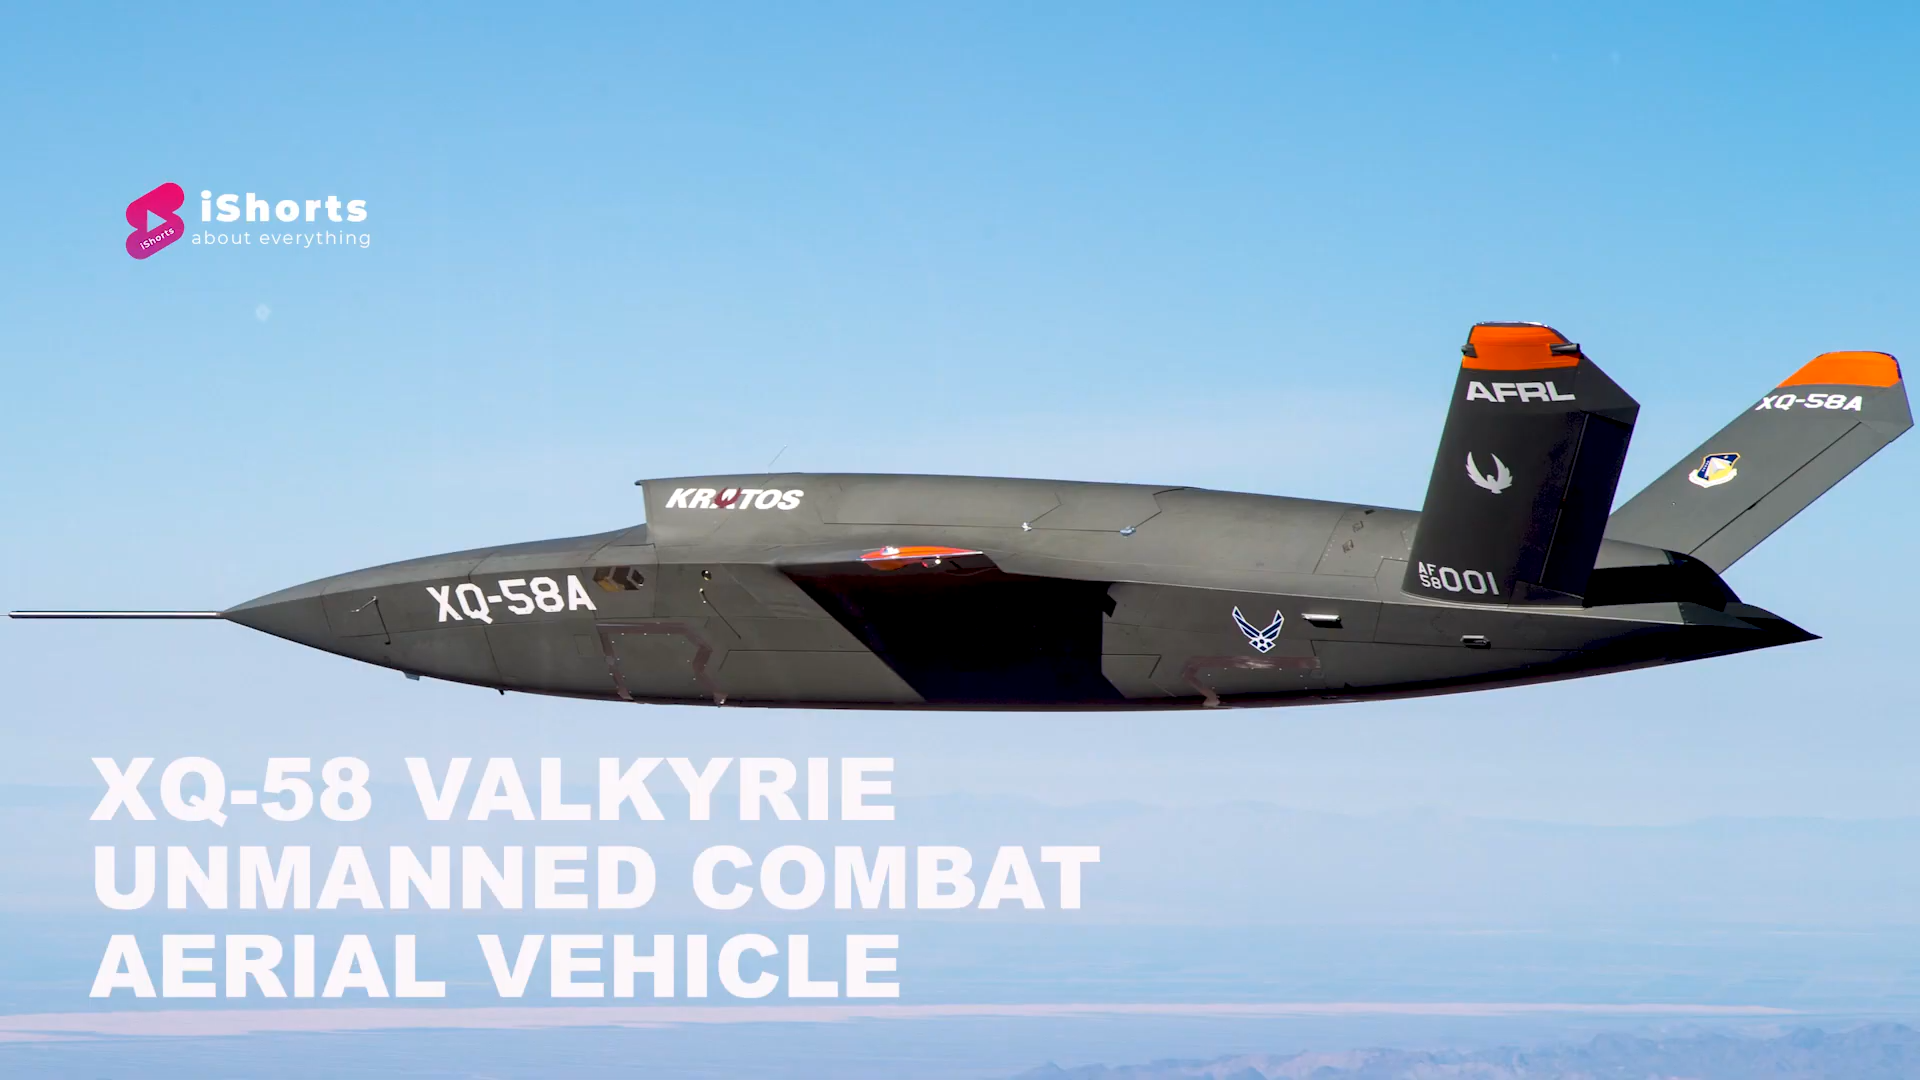 iShorts
iShorts
about everything
AFRL
XQ-58A
KRATOS
XQ-58A
AF
58 001
XQ-58 VALKYRIE
UNMANNED COMBAT
AERIAL VEHICLE